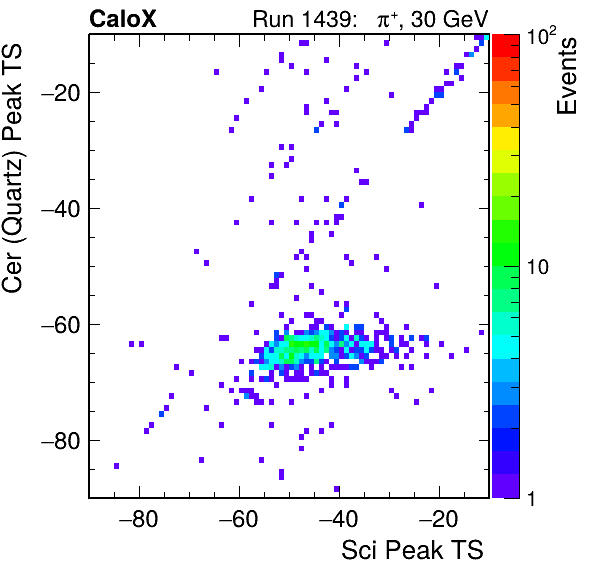 CaloX Run 1439: π⁺, 30 GeV
Cer (Quartz) Peak TS
−20
−40
−60
−80
−80 −60 −40 −20
Sci Peak TS
10²
10
1
Events